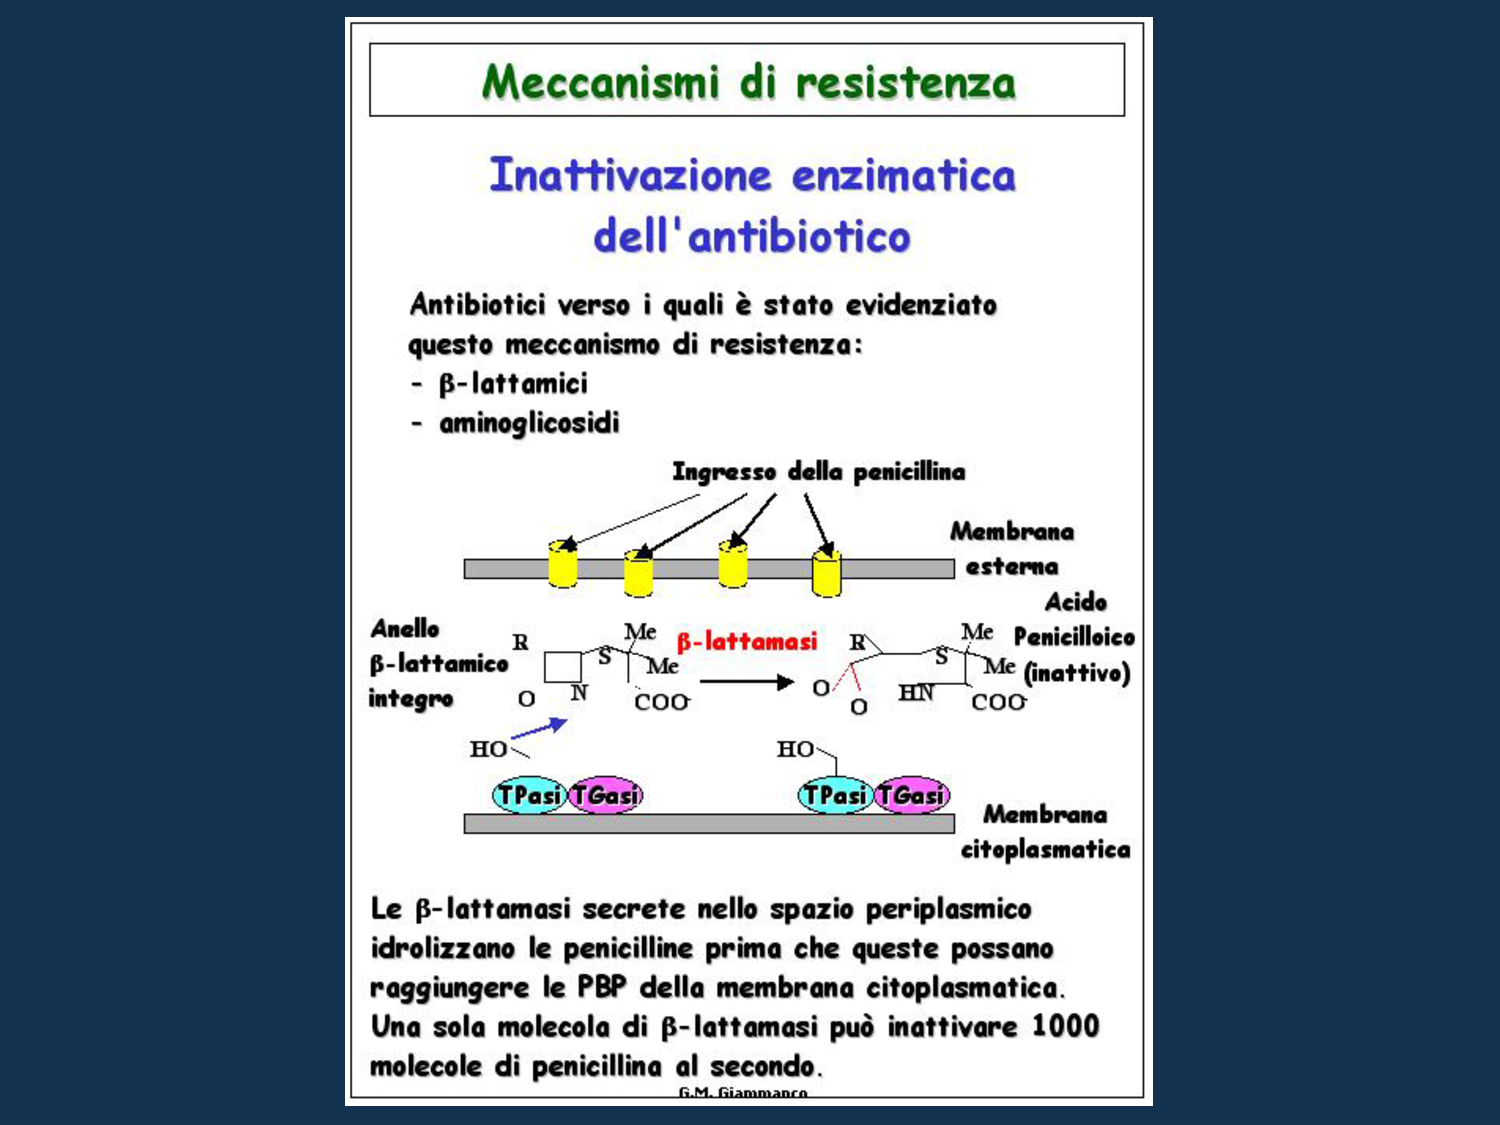 Meccanismi di resistenza
Inattivazione enzimatica
dell'antibiotico
Antibiotici verso i quali è stato evidenziato
questo meccanismo di resistenza:
- β-lattamici
- aminoglicosidi
Ingresso della penicillina
Membrana
esterna
Anello
β-lattamico
integro
R
S
Me
Me
O
N
COO-
β-lattamasi
R
S
Me
Me
O
O
HN
COO-
Acido
Penicilloico
(inattivo)
HO
TPasi TGasi
HO
TPasi TGasi
Membrana
citoplasmatica
Le β-lattamasi secrete nello spazio periplasmico
idrolizzano le penicilline prima che queste possano
raggiungere le PBP della membrana citoplasmatica.
Una sola molecola di β-lattamasi può inattivare 1000
molecole di penicillina al secondo.
G.M. Giammanco